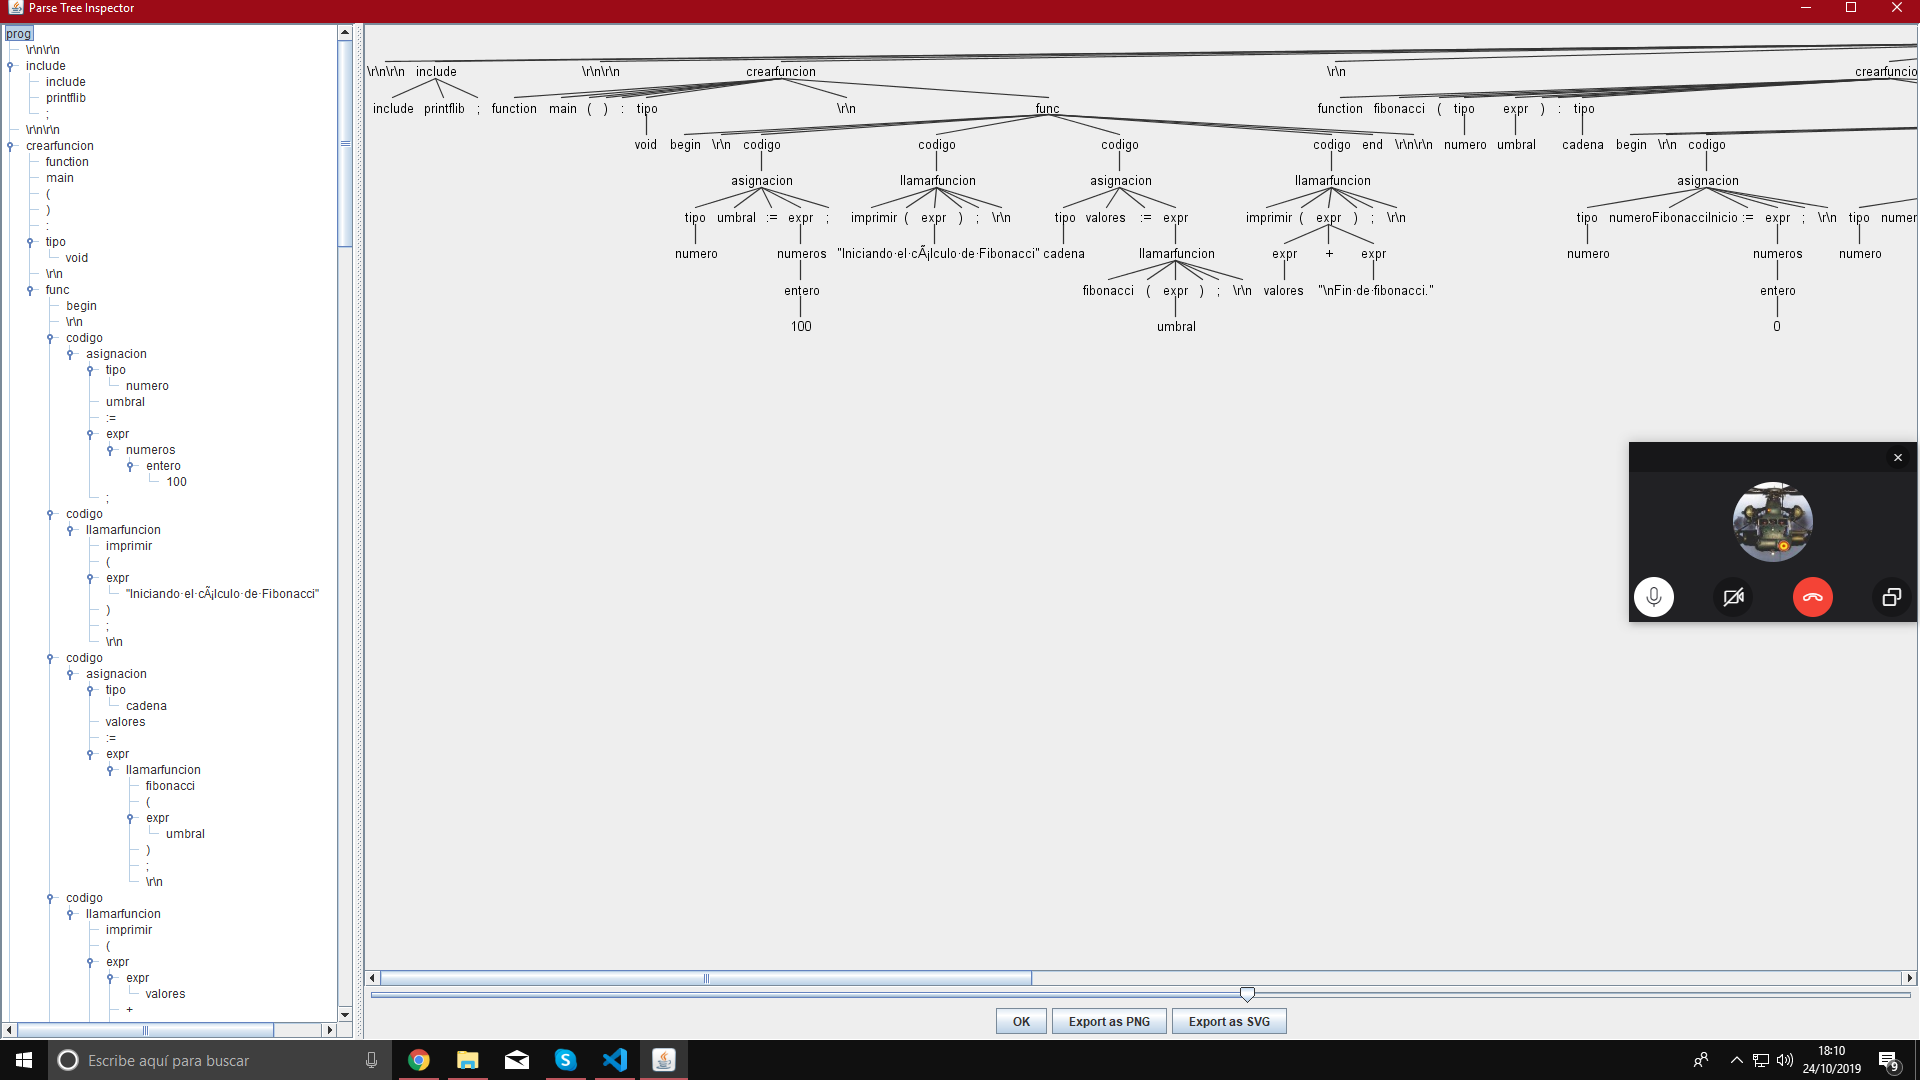 Parse Tree Inspector
prog
\r\n\r\n
include
include
printflib
;
\r\n\r\n
crearfuncion
function
main
(
)
:
tipo
void
\r\n
func
begin
\r\n
codigo
asignacion
tipo
numero
umbral
:=
expr
numeros
entero
100
;
codigo
llamarfuncion
imprimir
(
expr
"Iniciando·el·cÃ¡lculo·de·Fibonacci"
)
;
\r\n
codigo
asignacion
tipo
cadena
valores
:=
expr
llamarfuncion
fibonacci
(
expr
umbral
)
;
\r\n
codigo
llamarfuncion
imprimir
(
expr
expr
valores
+
\r\n\r\n include \r\n\r\n crearfuncion \r\n crearfuncio
include printflib ; function main ( ) : tipo \r\n func function fibonacci ( tipo expr ) : tipo
void begin \r\n codigo codigo codigo codigo end \r\n\r\n numero umbral cadena begin \r\n codigo
asignacion llamarfuncion asignacion llamarfuncion asignacion
tipo umbral := expr ; imprimir ( expr ) ; \r\n tipo valores := expr imprimir ( expr ) ; \r\n tipo numeroFibonacciInicio := expr ; \r\n tipo numer
numero numeros "Iniciando·el·cÃ¡lculo·de·Fibonacci" cadena llamarfuncion expr + expr numero numeros numero
entero fibonacci ( expr ) ; \r\n valores "\nFin·de·fibonacci." entero
100 umbral 0
OK Export as PNG Export as SVG
Escribe aquí para buscar
18:10
24/10/2019
9